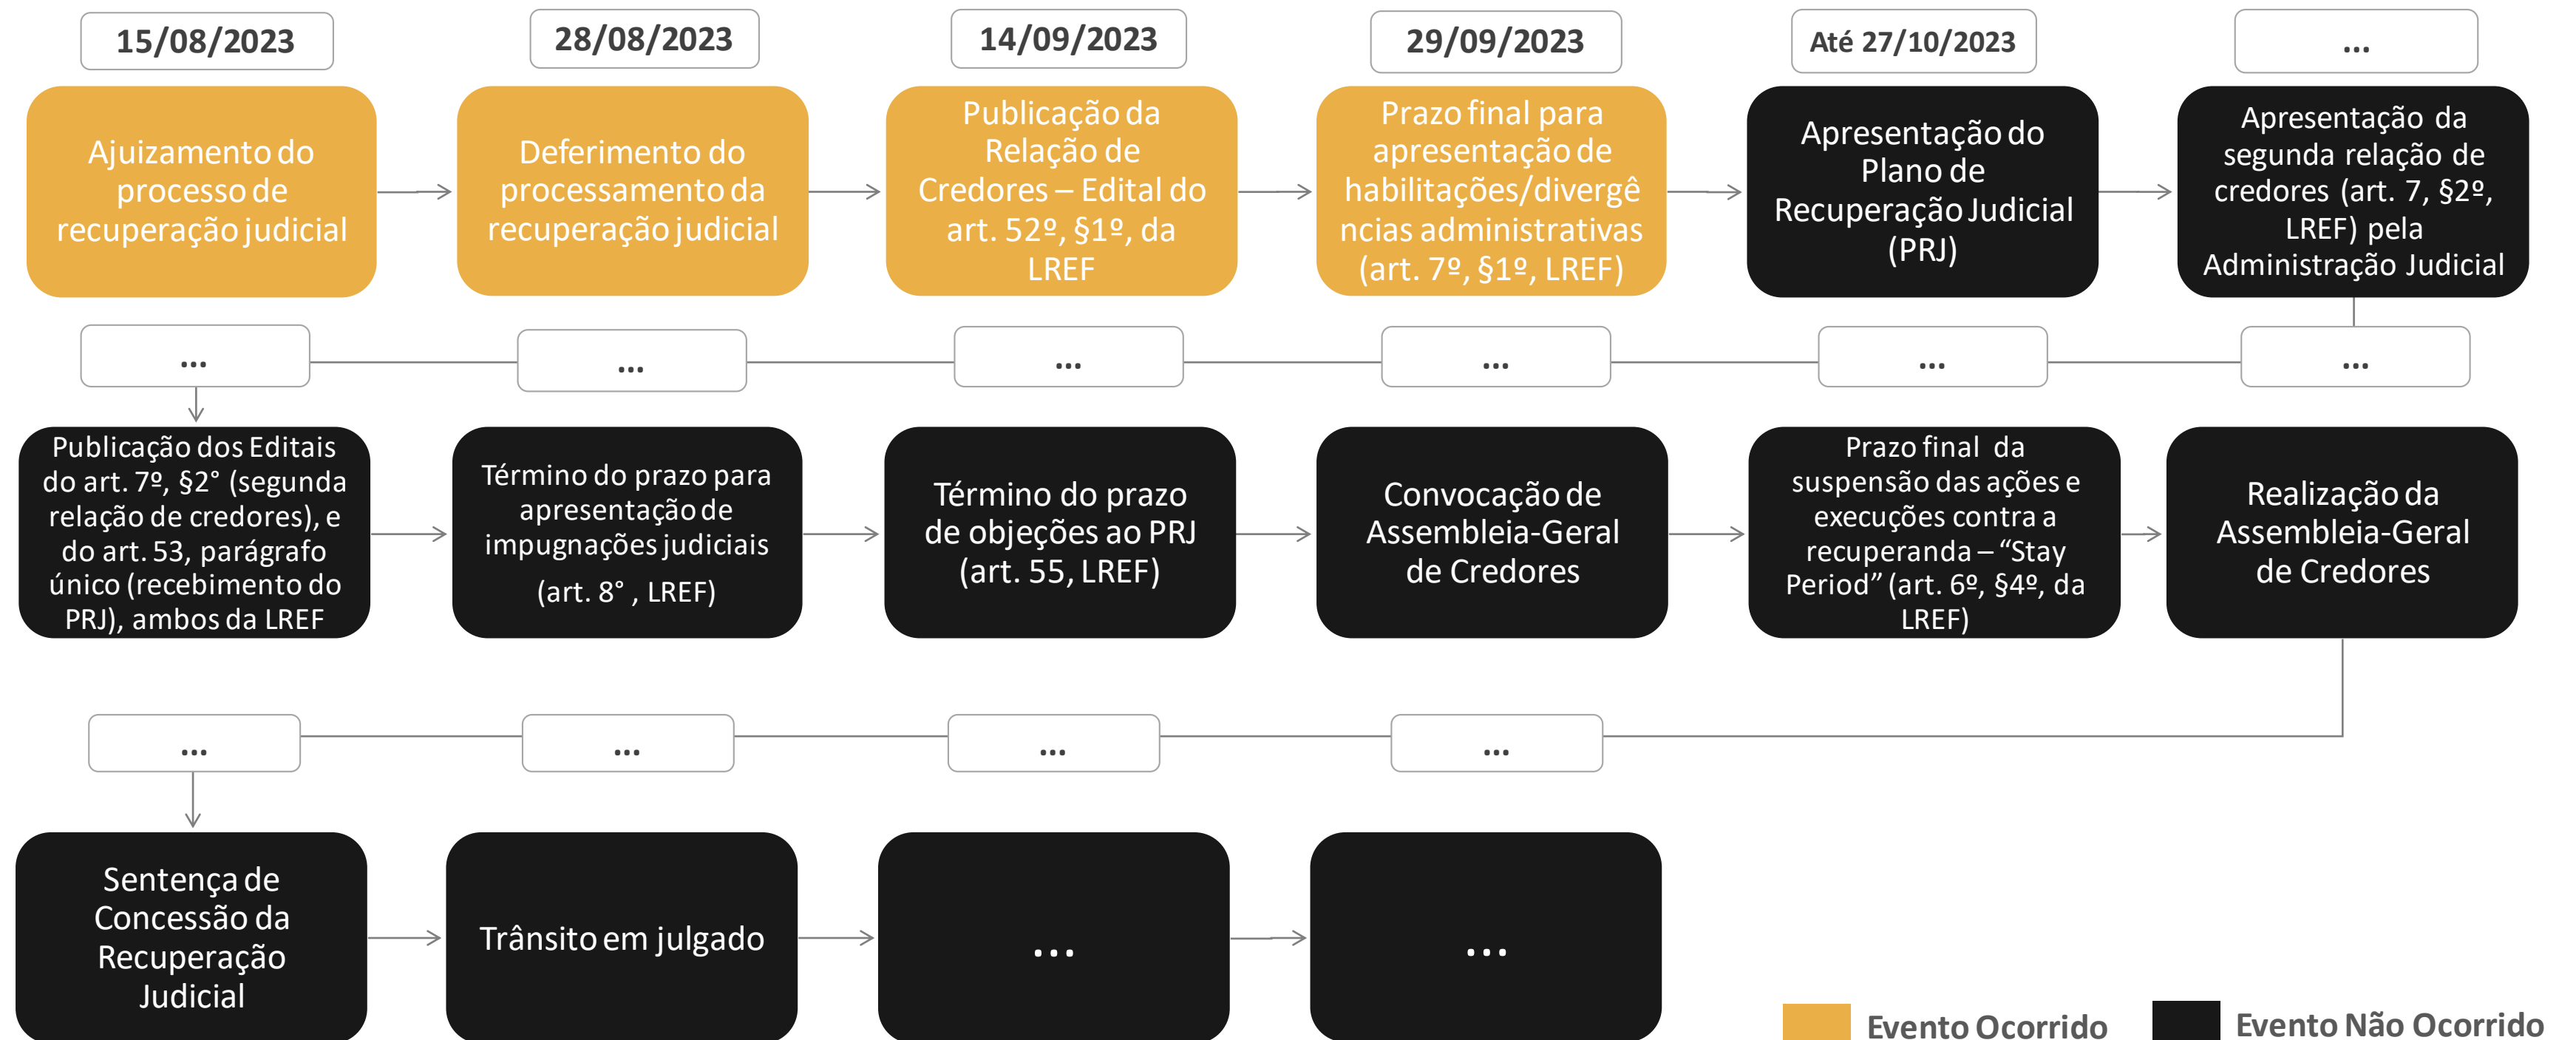 15/08/2023
Ajuizamento do
processo de
recuperação judicial
28/08/2023
Deferimento do
processamento da
recuperação judicial
14/09/2023
Publicação da
Relação de
Credores – Edital do
art. 52º, §1º, da
LREF
29/09/2023
Prazo final para
apresentação de
habilitações/divergê
ncias administrativas
(art. 7º, §1º, LREF)
Até 27/10/2023
Apresentação do
Plano de
Recuperação Judicial
(PRJ)
...
Apresentação da
segunda relação de
credores (art. 7, §2º,
LREF) pela
Administração Judicial
...
Publicação dos Editais
do art. 7º, §2° (segunda
relação de credores), e
do art. 53, parágrafo
único (recebimento do
PRJ), ambos da LREF
...
Término do prazo para
apresentação de
impugnações judiciais
(art. 8° , LREF)
...
Término do prazo
de objeções ao PRJ
(art. 55, LREF)
...
Convocação de
Assembleia-Geral
de Credores
...
Prazo final da
suspensão das ações e
execuções contra a
recuperanda – “Stay
Period” (art. 6º, §4º, da
LREF)
...
Realização da
Assembleia-Geral
de Credores
...
Sentença de
Concessão da
Recuperação
Judicial
...
Trânsito em julgado
...
...
...
...
Evento Ocorrido
Evento Não Ocorrido